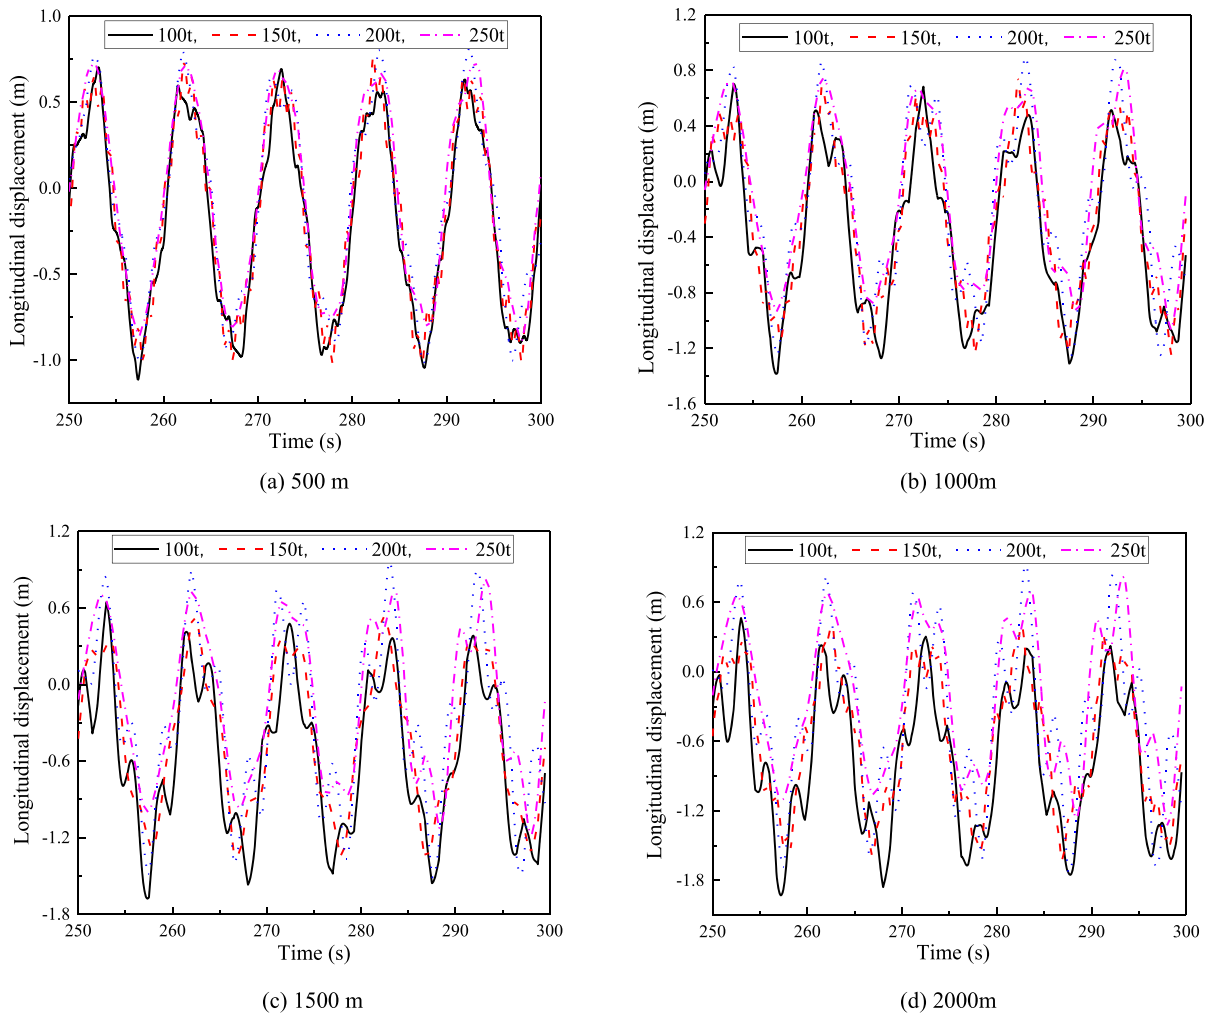 100t, 150t, 200t, 250t
Longitudinal displacement (m)
1.0
0.5
0.0
-0.5
-1.0
250 260 270 280 290 300
Time (s)
(a) 500 m
100t, 150t, 200t, 250t
Longitudinal displacement (m)
1.2
0.8
0.4
0.0
-0.4
-0.8
-1.2
-1.6
250 260 270 280 290 300
Time (s)
(b) 1000m
100t, 150t, 200t, 250t
Longitudinal displacement (m)
1.2
0.6
0.0
-0.6
-1.2
-1.8
250 260 270 280 290 300
Time (s)
(c) 1500 m
100t, 150t, 200t, 250t
Longitudinal displacement (m)
1.2
0.6
0.0
-0.6
-1.2
-1.8
250 260 270 280 290 300
Time (s)
(d) 2000m